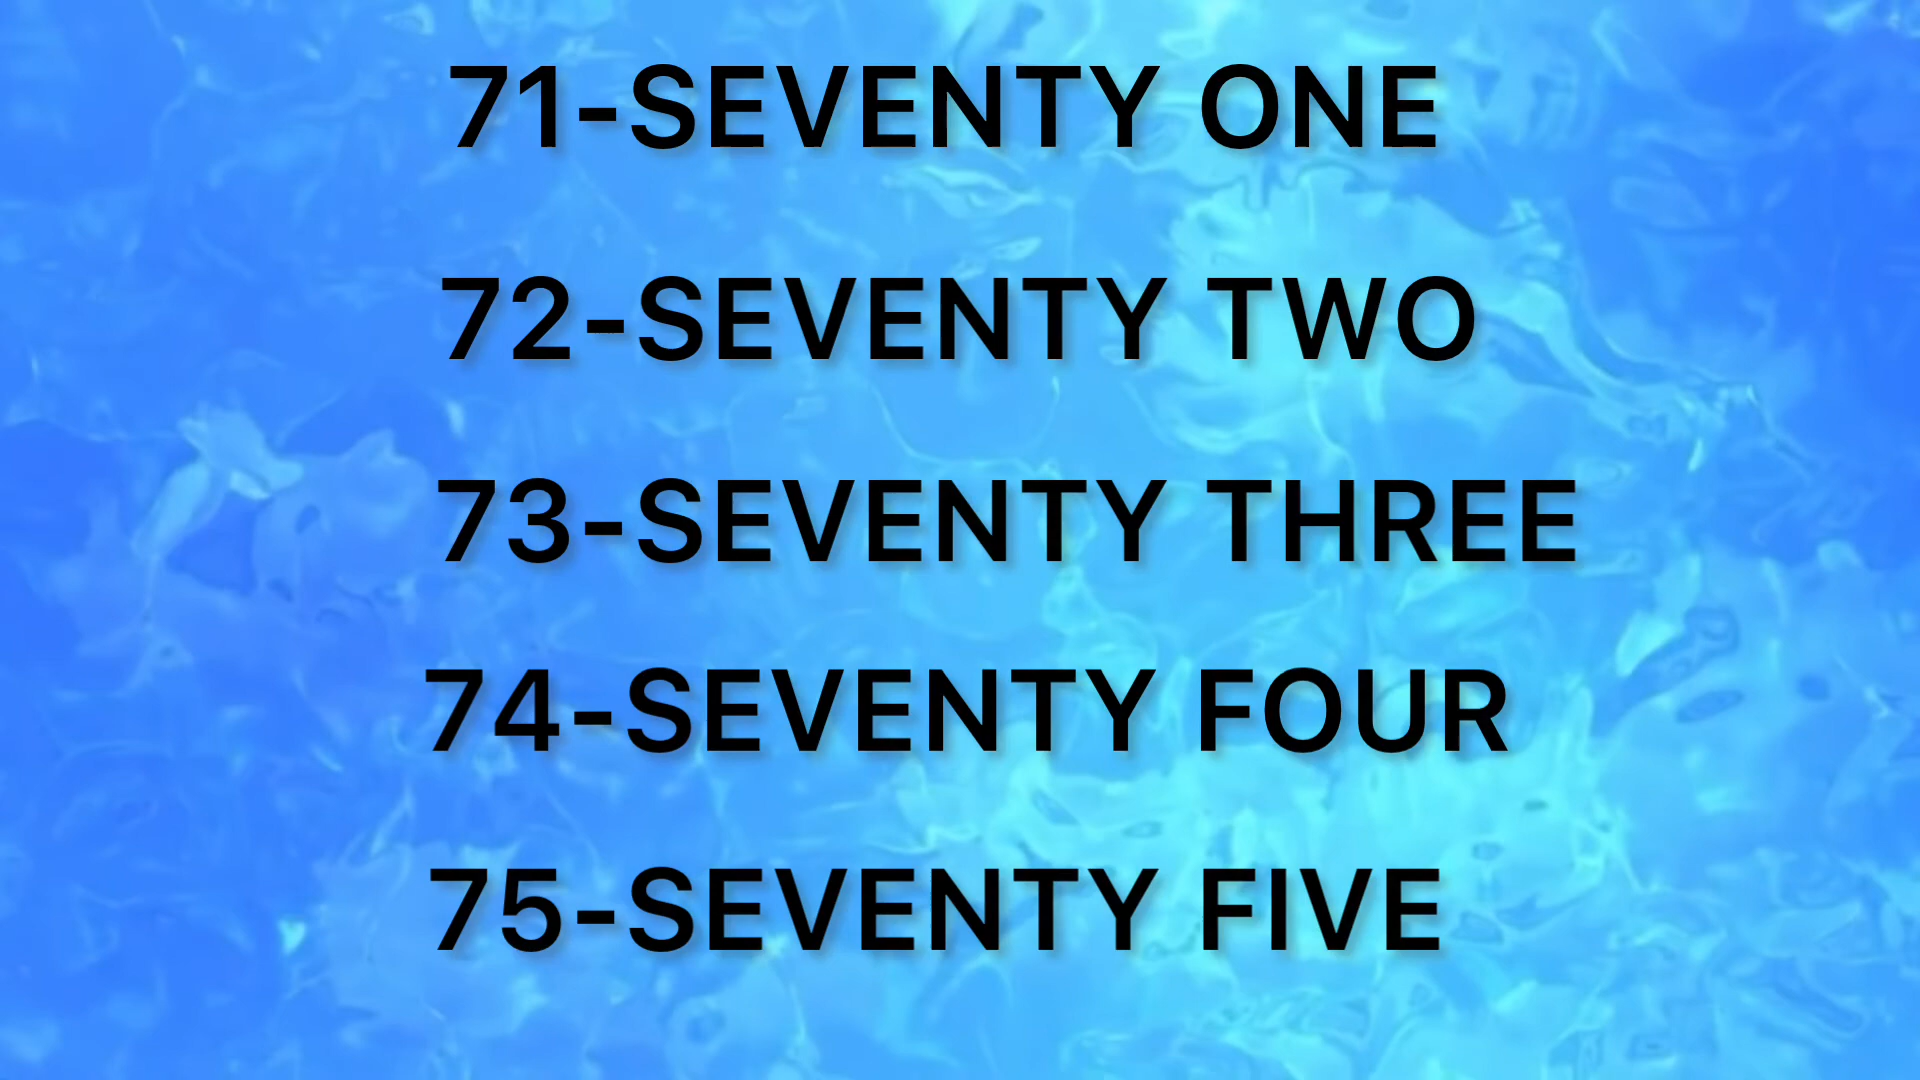 71-SEVENTY ONE
72-SEVENTY TWO
73-SEVENTY THREE
74-SEVENTY FOUR
75-SEVENTY FIVE